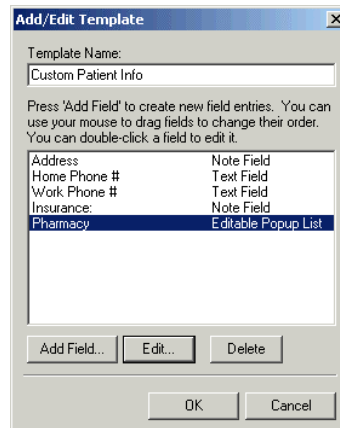 Add/Edit Template
Template Name:
Custom Patient Info
Press 'Add Field' to create new field entries. You can
use your mouse to drag fields to change their order.
You can double-click a field to edit it.
Address Note Field
Home Phone # Text Field
Work Phone # Text Field
Insurance: Note Field
Pharmacy Editable Popup List
Add Field... Edit... Delete
OK Cancel